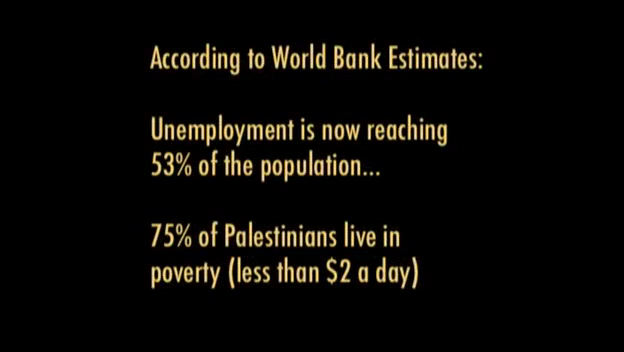 According to World Bank Estimates:
Unemployment is now reaching
53% of the population...
75% of Palestinians live in
poverty (less than $2 a day)